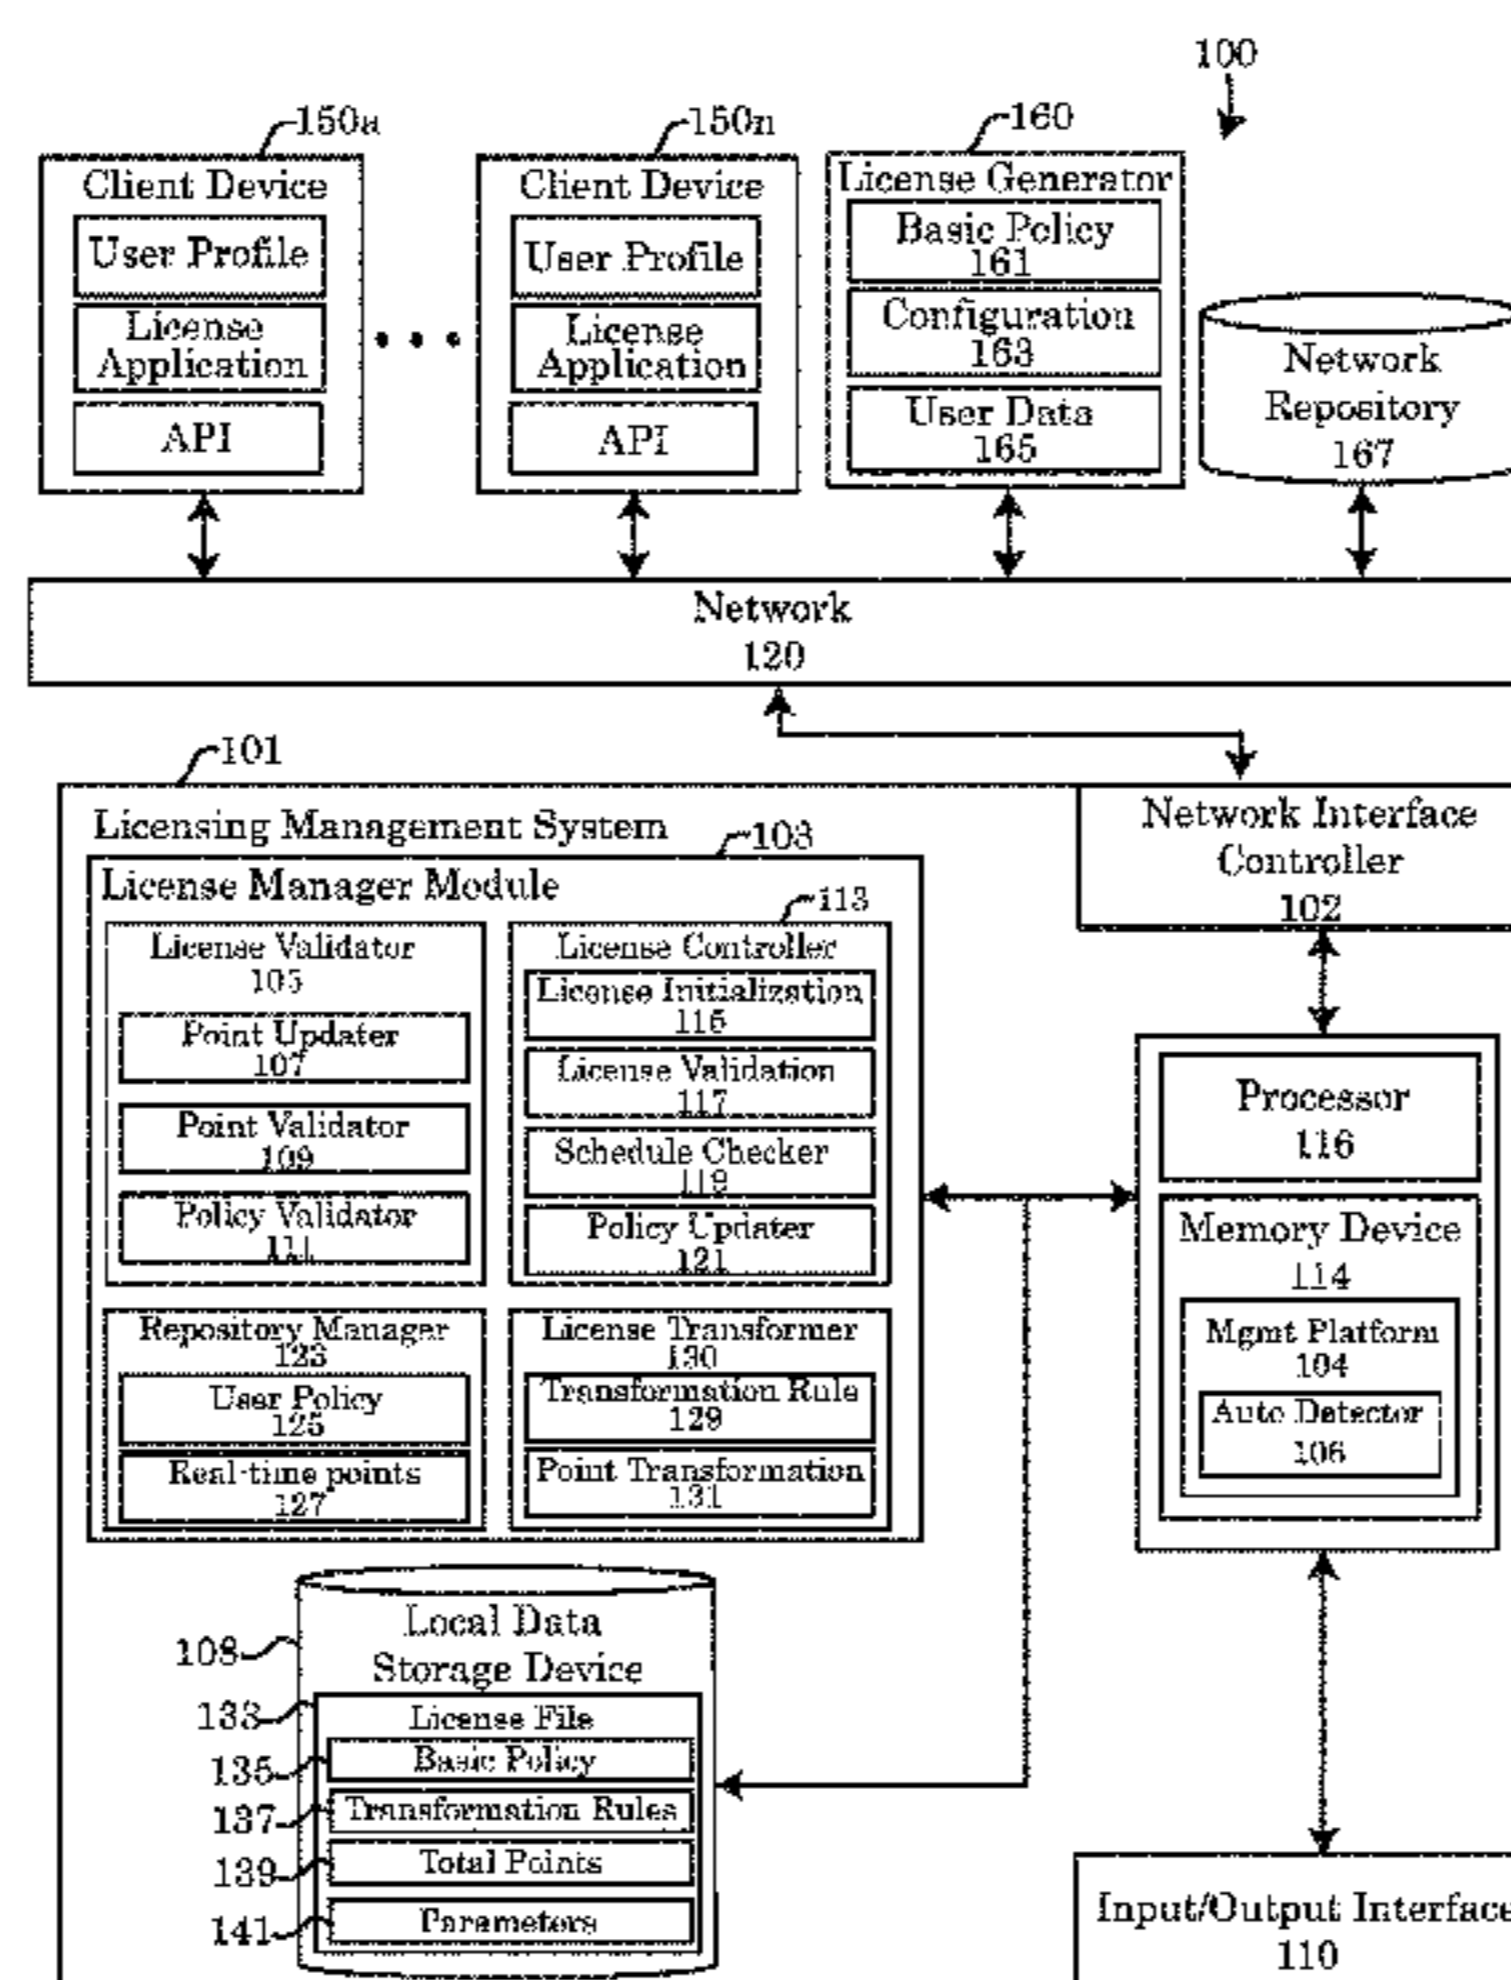 100
150a
150n
160
Client Device
User Profile
License
Application
API
Client Device
User Profile
License
Application
API
License Generator
Basic Policy
161
Configuration
163
User Data
165
Network
Repository
167
Network
120
101
Licensing Management System
103
License Manager Module
License Validator
105
Point Updater
107
Point Validator
109
Policy Validator
111
113
License Controller
License Initialization
115
License Validation
117
Schedule Checker
119
Policy Updater
121
Repository Manager
123
User Policy
125
Real-time points
127
License Transformer
130
Transformation Rule
129
Point Transformation
131
Network Interface
Controller
102
Processor
116
Memory Device
114
Mgmt Platform
104
Auto Detector
106
108
Local Data
Storage Device
133
License File
135
Basic Policy
137
Transformation Rules
139
Total Points
141
Parameters
Input/Output Interface
110